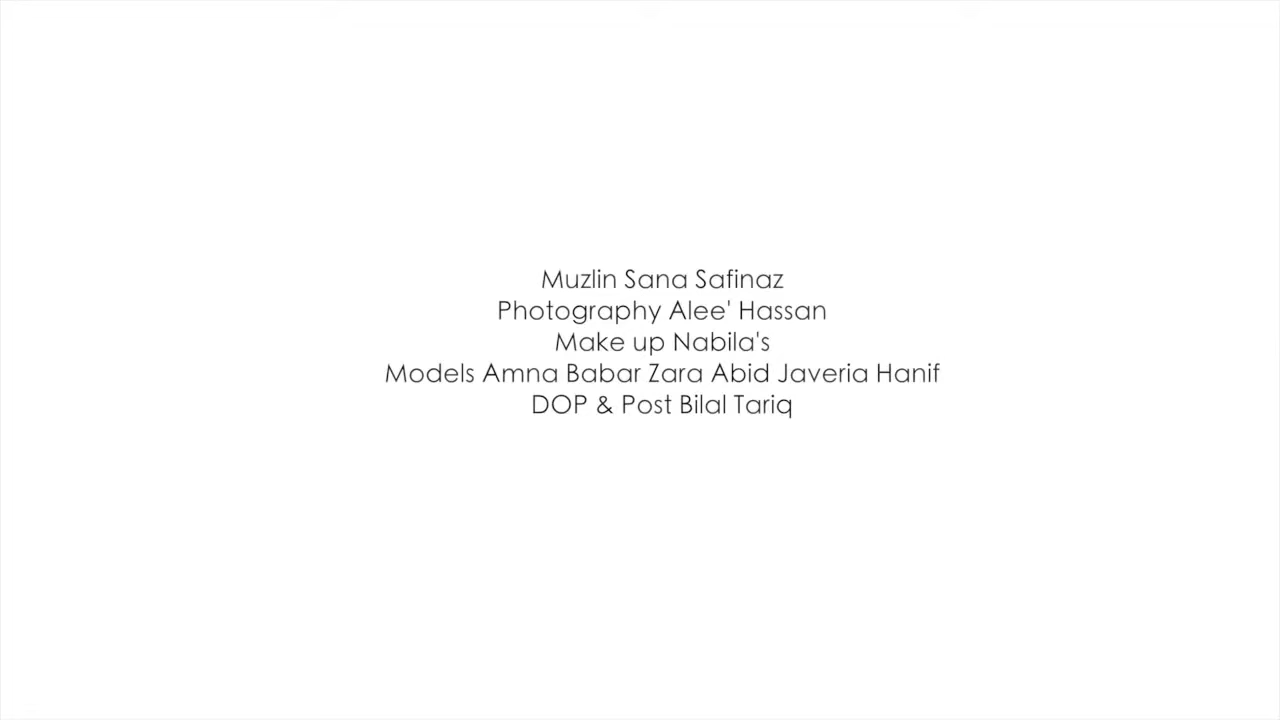 Muzlin Sana Safinaz
Photography Alee' Hassan
Make up Nabila's
Models Amna Babar Zara Abid Javeria Hanif
DOP & Post Bilal Tariq